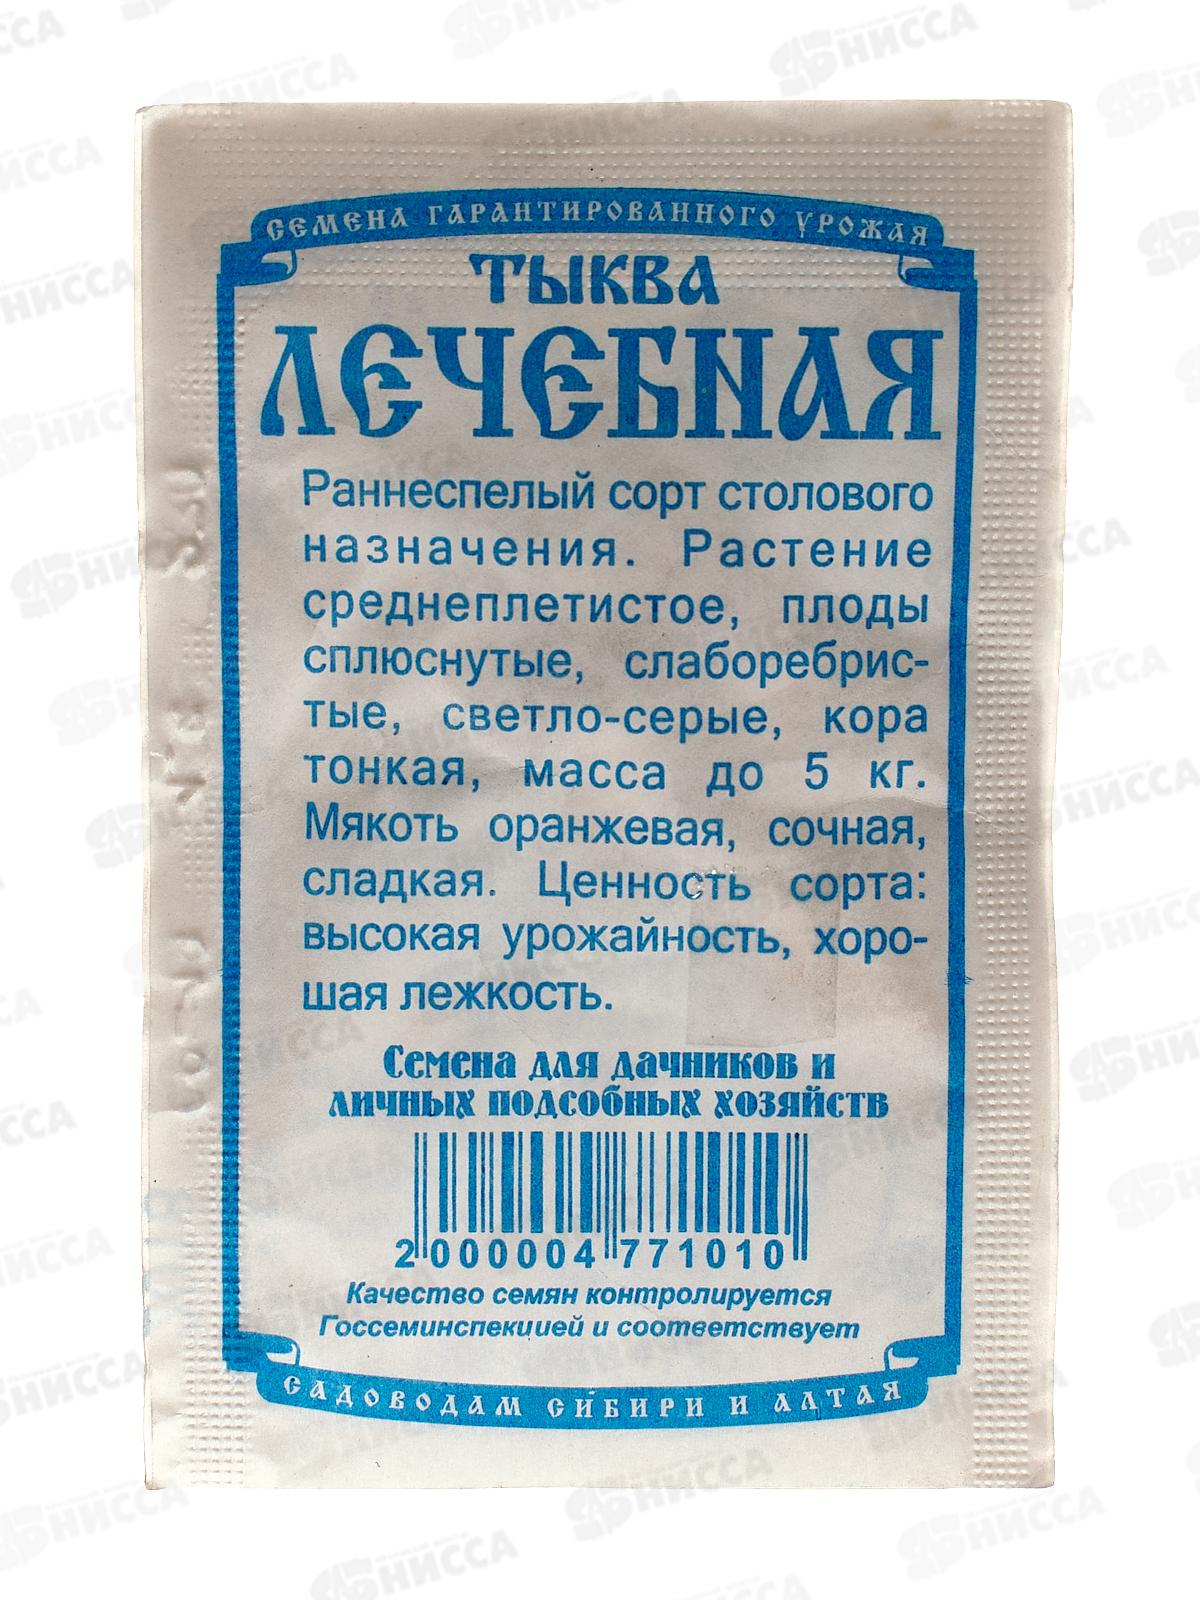 СЕМЕНА ГАРАНТИРОВАННОГО УРОЖАЯ
ТЫКВА
ЛЕЧЕБНАЯ
Раннеспелый сорт столового
назначения. Растение
среднеплетистое, плоды
сплюснутые, слаборебрис-
тые, светло-серые, кора
тонкая, масса до 5 кг.
Мякоть оранжевая, сочная,
сладкая. Ценность сорта:
высокая урожайность, хоро-
шая лежкость.
Семена для дачников и
личных подсобных хозяйств
2 000004 771010
Качество семян контролируется
Госсеминспекцией и соответствует
САДОВОДАМ СИБИРИ И АЛТАЯ